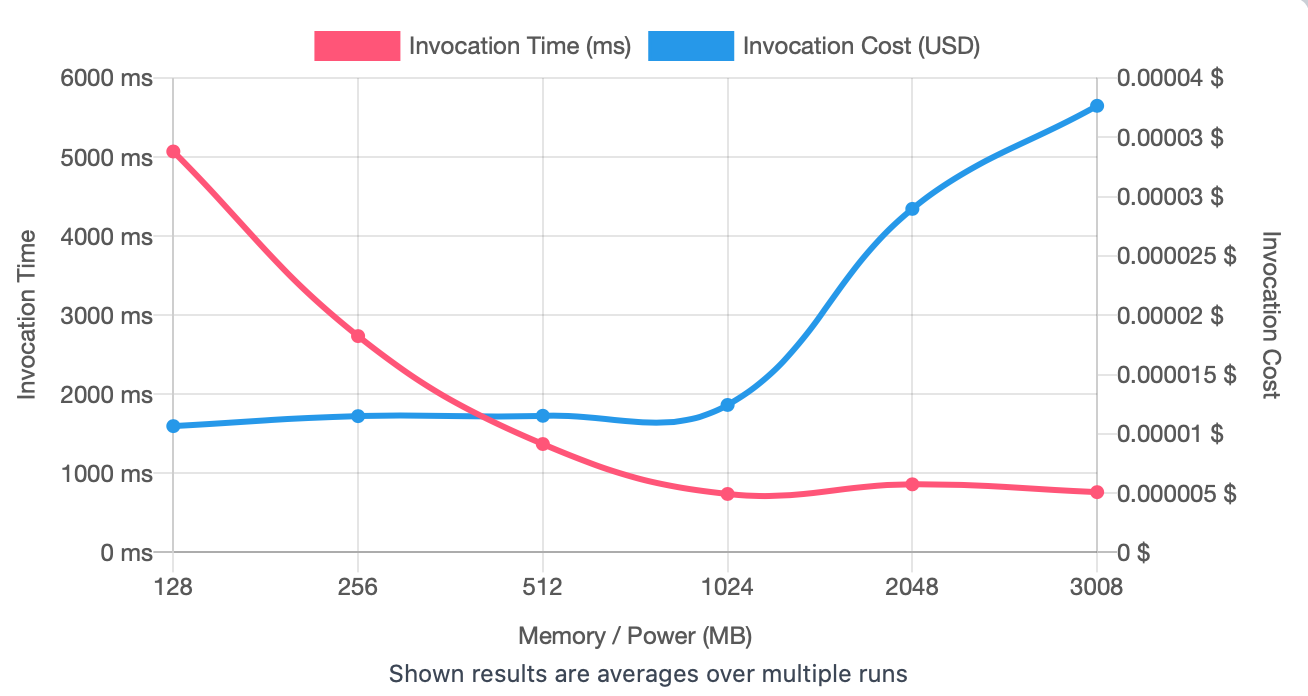 Invocation Time (ms) Invocation Cost (USD)
6000 ms 0.00004 $
0.00003 $
5000 ms
0.00003 $
4000 ms
0.000025 $
3000 ms 0.00002 $
0.000015 $
2000 ms
0.00001 $
1000 ms
0.000005 $
0 ms 0 $
Invocation Time
Invocation Cost
128 256 512 1024 2048 3008
Memory / Power (MB)
Shown results are averages over multiple runs